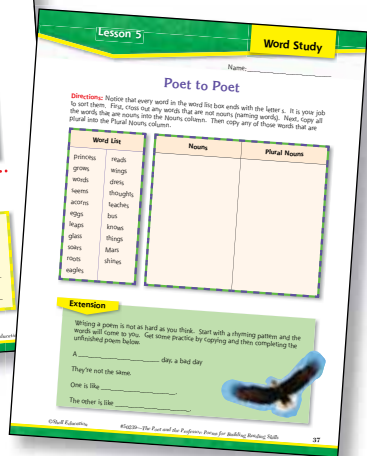 Lesson 5
Word Study
Name:
Poet to Poet
Directions: Notice that every word in the word list box ends with the letter s. It is your job
to sort them. First, cross out any words that are not nouns (naming words). Next, copy all
the words that are nouns into the Nouns column. Then copy any of those words that are
plural into the Plural Nouns column.
Word List
princess reads
grows wings
words dress
seems thoughts
acorns teaches
eggs bus
leaps knows
glass things
soars Mars
roots shines
eagles
Nouns Plural Nouns
Extension
Writing a poem is not as hard as you think. Start with a rhyming pattern and the
words will come to you. Get some practice by copying and then completing the
unfinished poem below.
A day, a bad day
They're not the same.
One is like
The other is like
©Shell Education #50239—The Poet and the Professor: Poems for Building Reading Skills 37